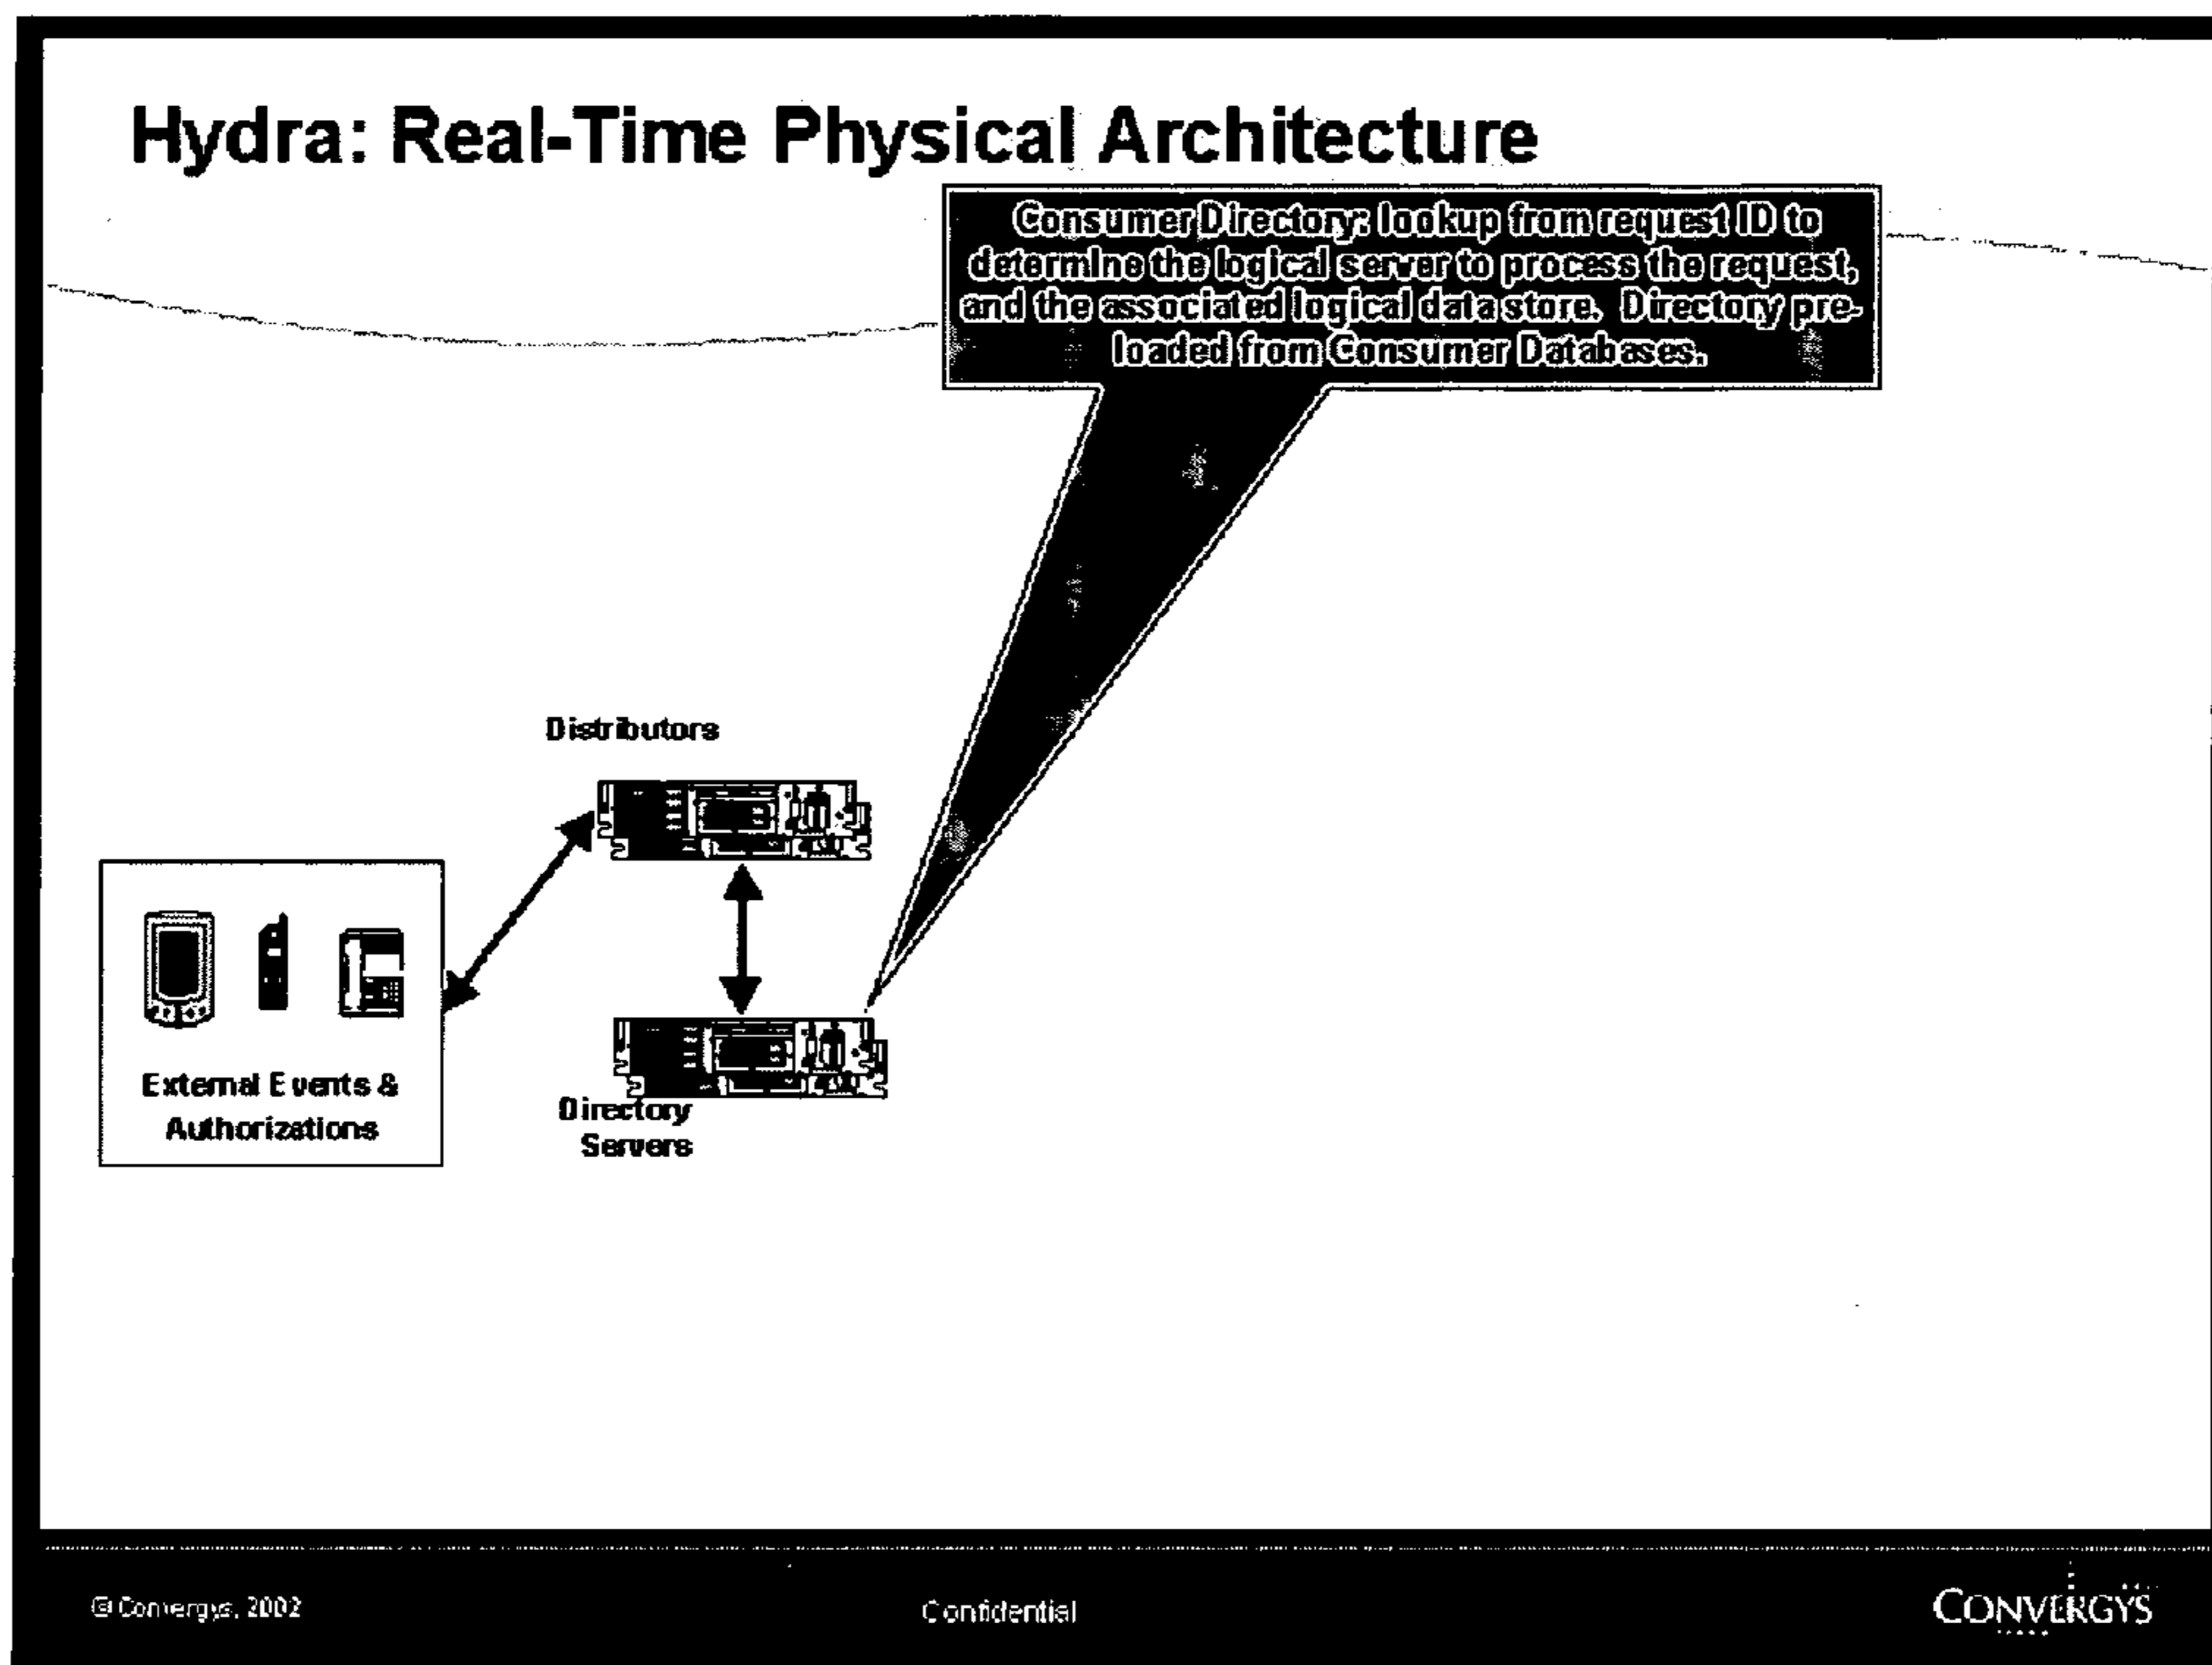 Hydra: Real-Time Physical Architecture
Consumer Directory: lookup from request ID to
determine the logical server to process the request,
and the associated logical data store. Directory pre-
loaded from Consumer Databases.
Distributors
External Events &
Authorizations
Directory
Servers
© Convergys, 2002
Confidential
CONVERGYS